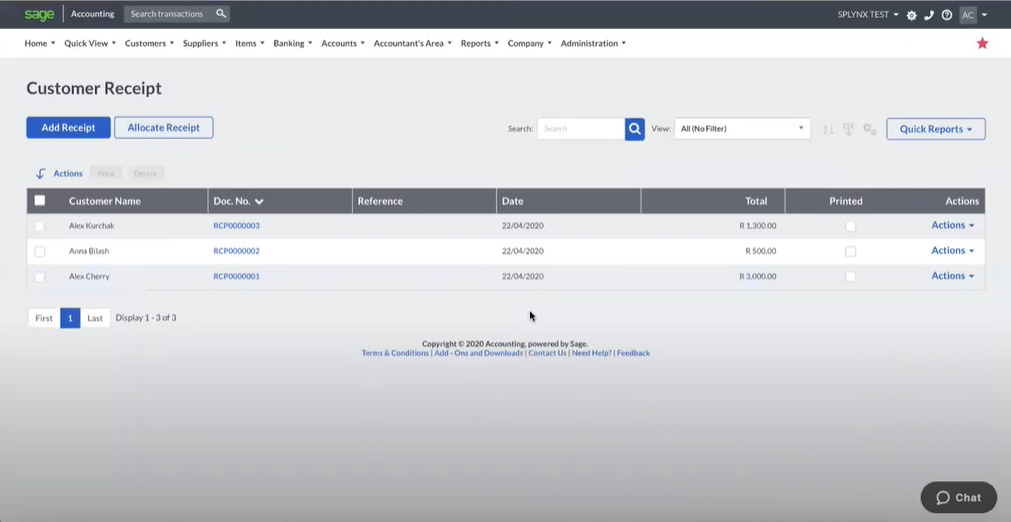 sage Accounting Search transactions SPLYNX TEST AC
Home Quick View Customers Suppliers Items Banking Accounts Accountant's Area Reports Company Administration
Customer Receipt
Add Receipt Allocate Receipt Search: Search View: All (No Filter) Quick Reports
Actions Print Delete
Customer Name Doc. No. Reference Date Total Printed Actions
Alex Kurchak RCP0000003 22/04/2020 R 1,300.00 Actions
Anna Bilash RCP0000002 22/04/2020 R 500.00 Actions
Alex Cherry RCP0000001 22/04/2020 R 3,000.00 Actions
First 1 Last Display 1 - 3 of 3
Copyright © 2020 Accounting, powered by Sage.
Terms & Conditions | Add - Ons and Downloads | Contact Us | Need Help? | Feedback
Chat